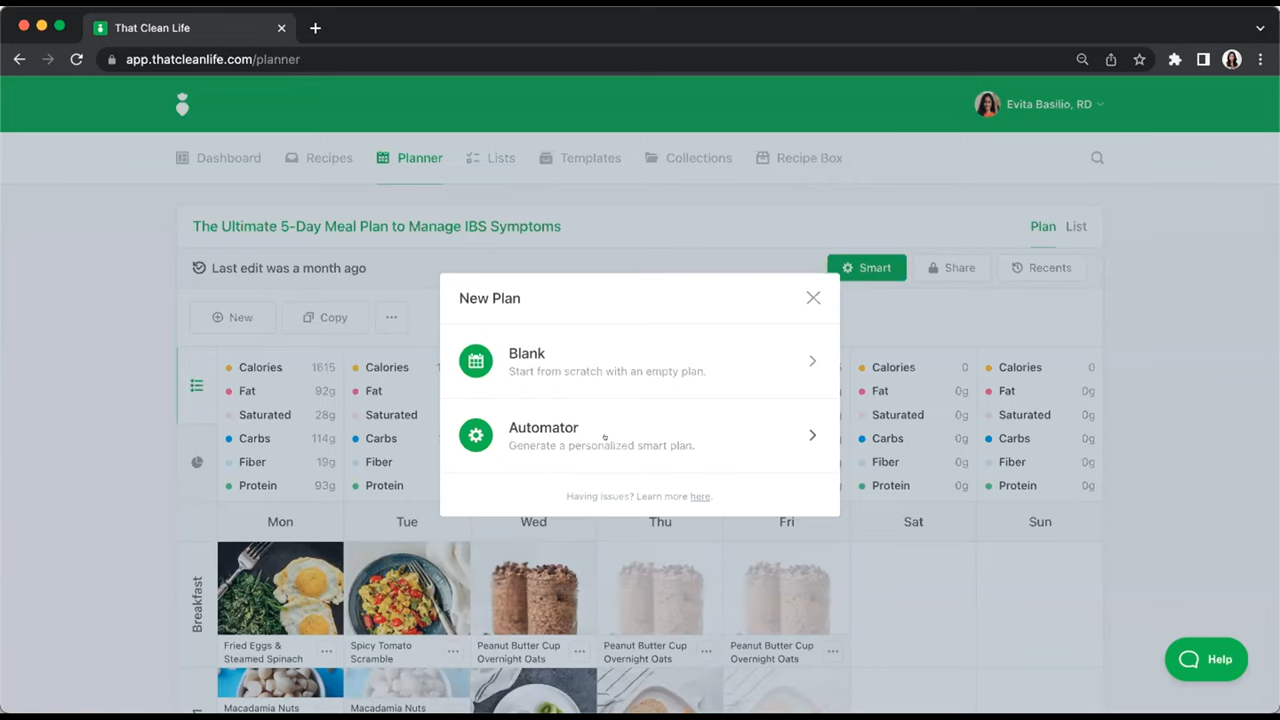 That Clean Life
app.thatcleanlife.com/planner
Evita Basilio, RD
Dashboard Recipes Planner Lists Templates Collections Recipe Box
The Ultimate 5-Day Meal Plan to Manage IBS Symptoms Plan List
Last edit was a month ago Smart Share Recents
New Copy ...
New Plan
Blank
Start from scratch with an empty plan.
Automator
Generate a personalized smart plan.
Having issues? Learn more here.
Calories 1615 Calories Calories 0 Calories 0
Fat 92g Fat Fat 0g Fat 0g
Saturated 28g Saturated Saturated 0g Saturated 0g
Carbs 114g Carbs Carbs 0g Carbs 0g
Fiber 19g Fiber Fiber 0g Fiber 0g
Protein 93g Protein Protein 0g Protein 0g
Mon Tue Wed Thu Fri Sat Sun
Breakfast
Fried Eggs & Spicy Tomato Peanut Butter Cup Peanut Butter Cup Peanut Butter Cup
Steamed Spinach Scramble Overnight Oats Overnight Oats Overnight Oats
Macadamia Nuts Macadamia Nuts
Help